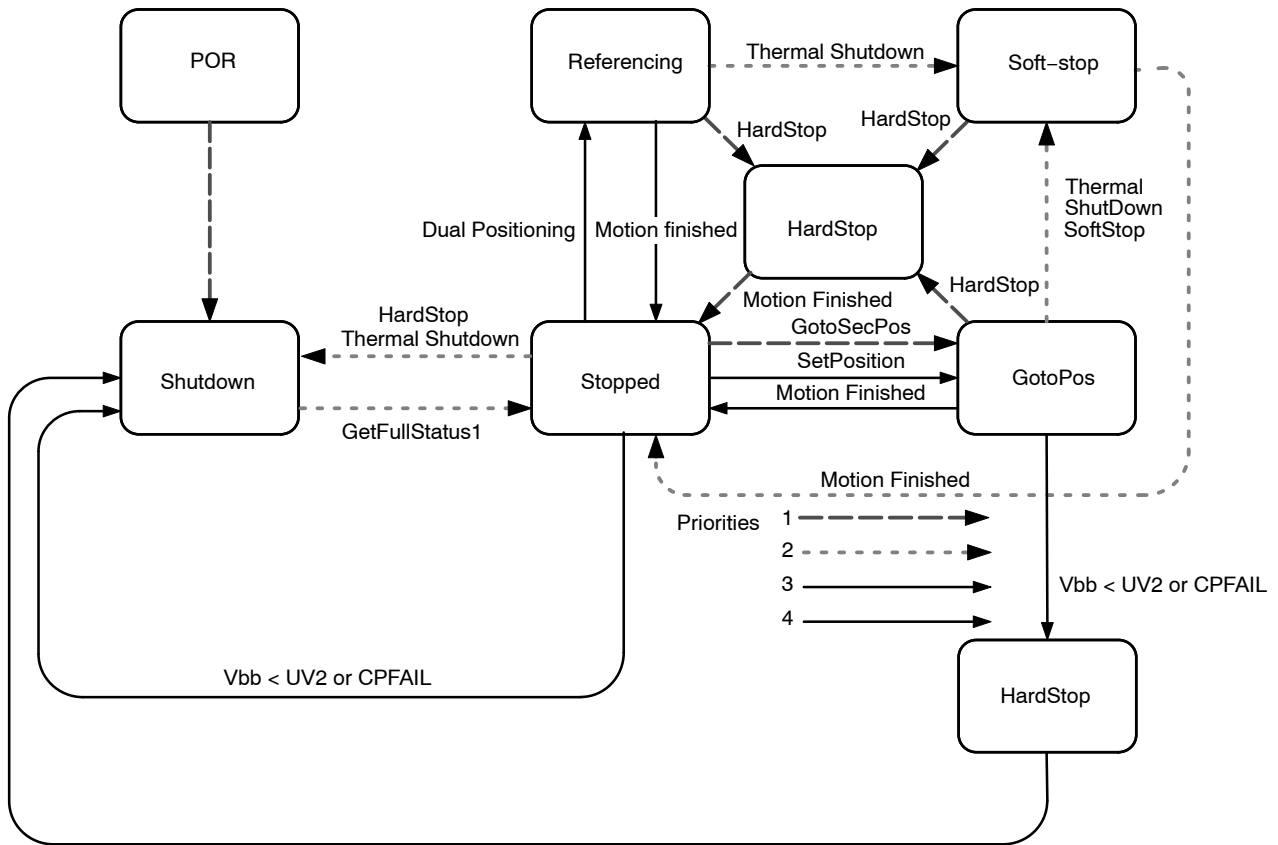 POR
Referencing
Thermal Shutdown
Soft−stop
HardStop
HardStop
Thermal
ShutDown
SoftStop
Dual Positioning
Motion finished
HardStop
HardStop
Motion Finished
HardStop
Thermal Shutdown
GotoSecPos
SetPosition
Motion Finished
Shutdown
Stopped
GotoPos
GetFullStatus1
Motion Finished
Priorities
1
2
3
4
Vbb < UV2 or CPFAIL
Vbb < UV2 or CPFAIL
HardStop